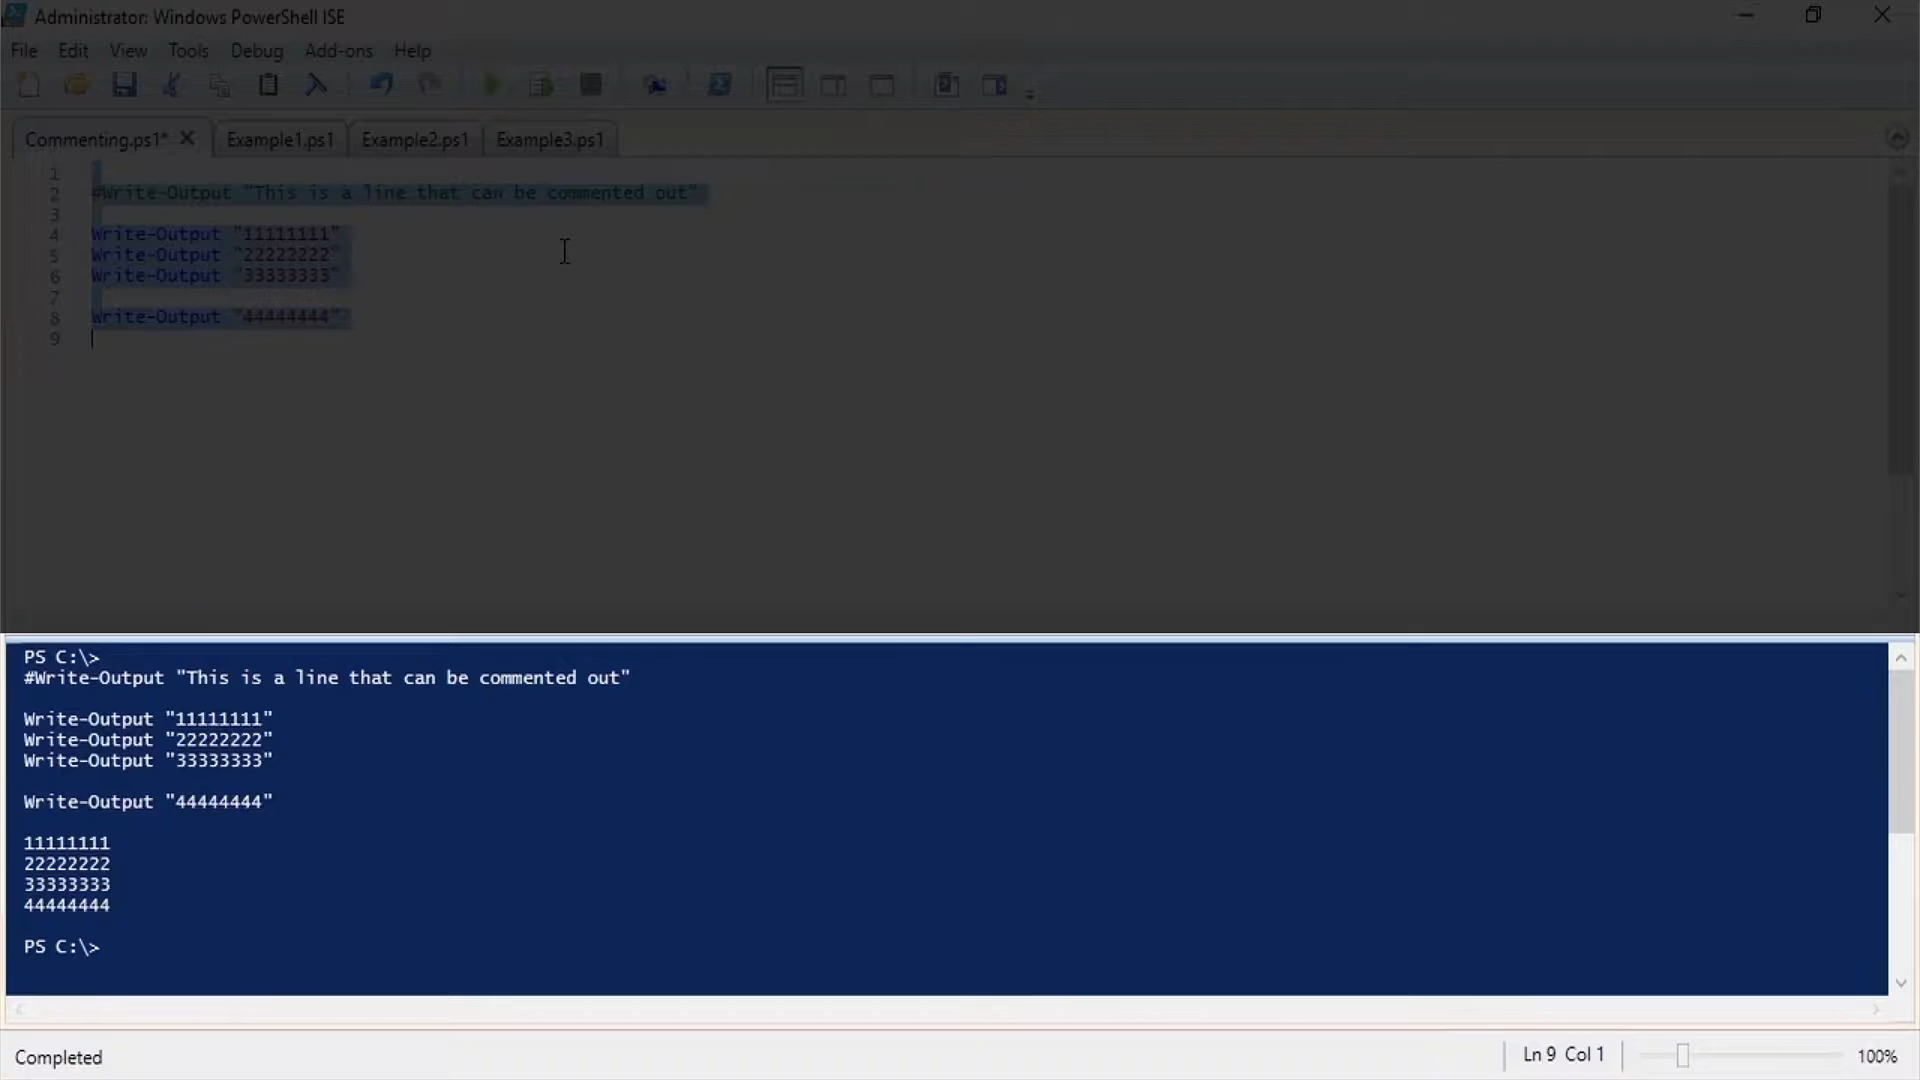 Administrator: Windows PowerShell ISE
File Edit View Tools Debug Add-ons Help
Commenting.ps1* Example1.ps1 Example2.ps1 Example3.ps1
1
2 #Write-Output "This is a line that can be commented out"
3
4 Write-Output "11111111"
5 Write-Output "22222222"
6 Write-Output "33333333"
7
8 Write-Output "44444444"
9
PS C:\>
#Write-Output "This is a line that can be commented out"
Write-Output "11111111"
Write-Output "22222222"
Write-Output "33333333"
Write-Output "44444444"
11111111
22222222
33333333
44444444
PS C:\>
Completed Ln 9 Col 1 100%